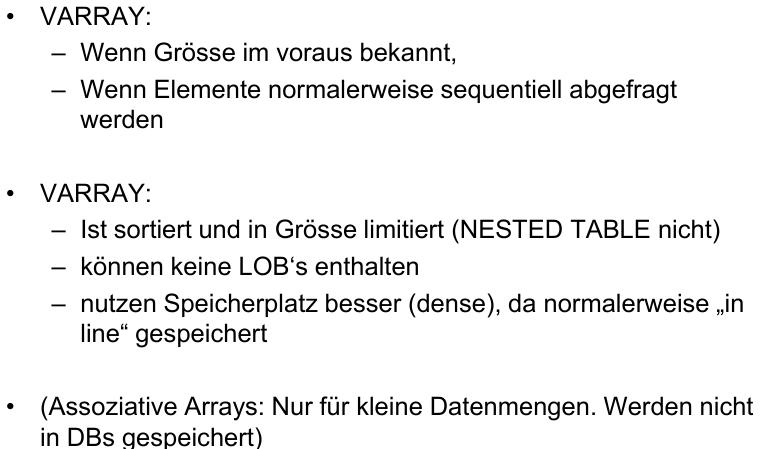 • VARRAY:
– Wenn Grösse im voraus bekannt,
– Wenn Elemente normalerweise sequentiell abgefragt
werden
• VARRAY:
– Ist sortiert und in Grösse limitiert (NESTED TABLE nicht)
– können keine LOB‘s enthalten
– nutzen Speicherplatz besser (dense), da normalerweise „in
line“ gespeichert
• (Assoziative Arrays: Nur für kleine Datenmengen. Werden nicht
in DBs gespeichert)